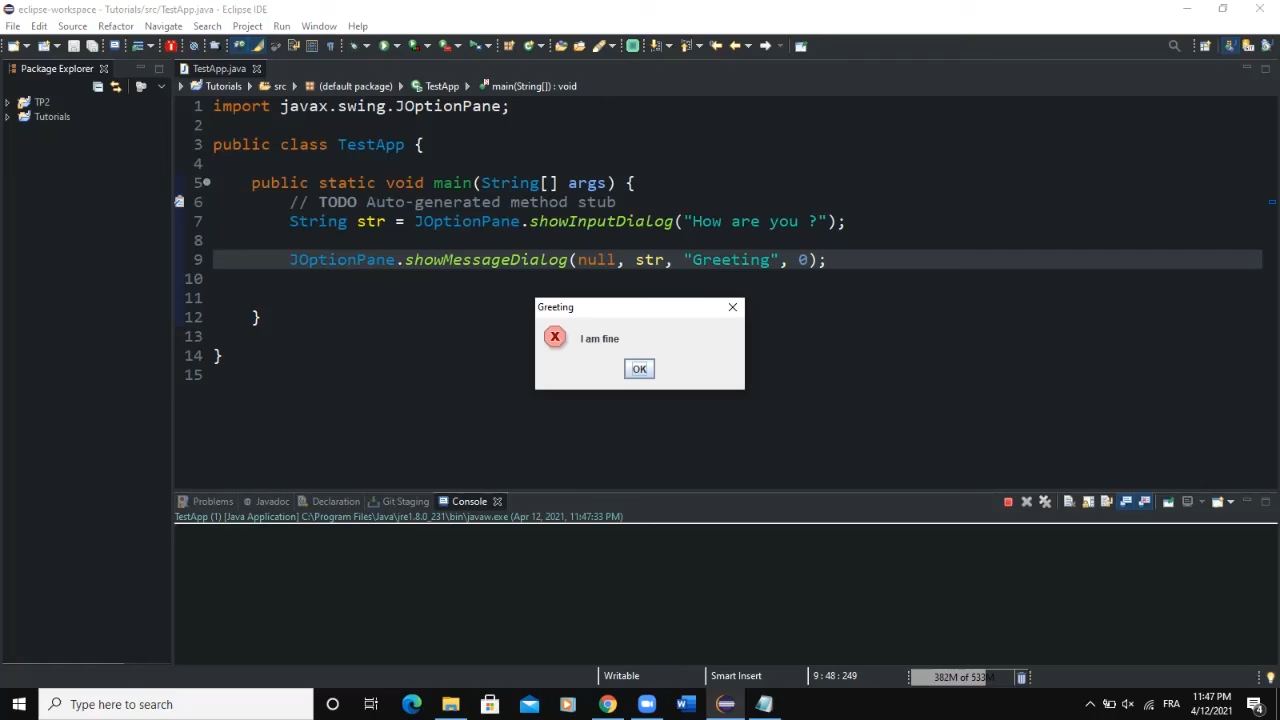 eclipse-workspace - Tutorials/src/TestApp.java - Eclipse IDE
File Edit Source Refactor Navigate Search Project Run Window Help
Package Explorer
TestApp.java
Tutorials src (default package) TestApp main(String[]) : void
TP2
Tutorials
1 import javax.swing.JOptionPane;
2
3 public class TestApp {
4
5 public static void main(String[] args) {
6 // TODO Auto-generated method stub
7 String str = JOptionPane.showInputDialog("How are you ?");
8
9 JOptionPane.showMessageDialog(null, str, "Greeting", 0);
10
11
12 }
13
14 }
15
Greeting
X I am fine
OK
Problems Javadoc Declaration Git Staging Console
TestApp (1) [Java Application] C:\Program Files\Java\jre1.8.0_231\bin\javaw.exe (Apr 12, 2021, 11:47:33 PM)
Writable Smart Insert 9 : 48 : 249 382M of 533M
Type here to search
FRA
11:47 PM
4/12/2021
4